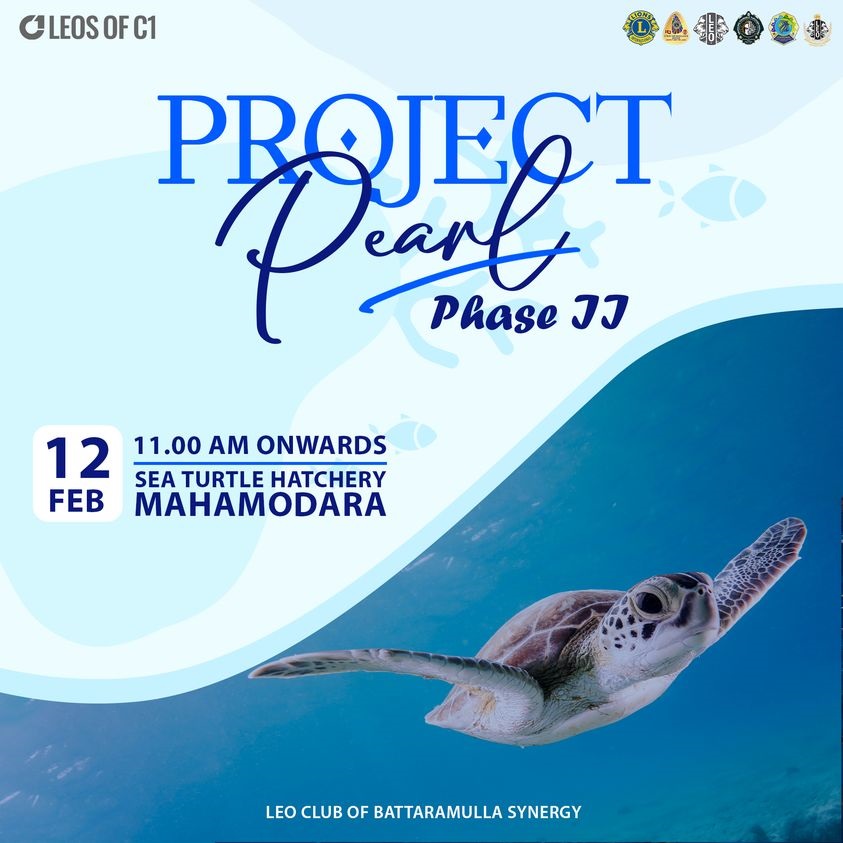 LEOS OF C1
PROJECT
Pearl
Phase II
12
FEB
11.00 AM ONWARDS
SEA TURTLE HATCHERY
MAHAMODARA
LEO CLUB OF BATTARAMULLA SYNERGY